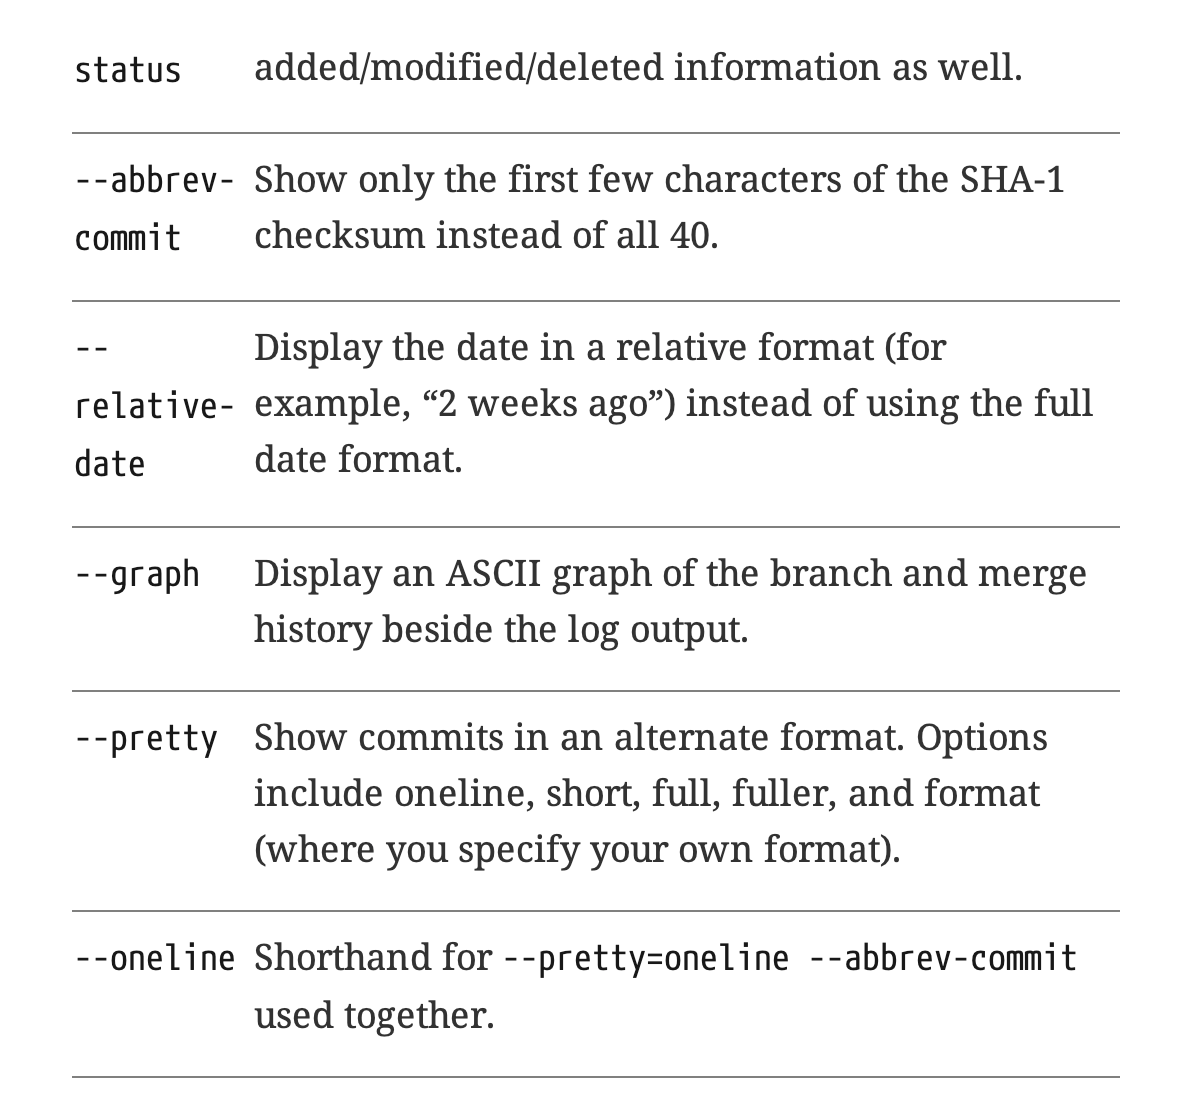 status added/modified/deleted information as well.
--abbrev- Show only the first few characters of the SHA-1
commit checksum instead of all 40.
-- Display the date in a relative format (for
relative- example, “2 weeks ago”) instead of using the full
date date format.
--graph Display an ASCII graph of the branch and merge
history beside the log output.
--pretty Show commits in an alternate format. Options
include oneline, short, full, fuller, and format
(where you specify your own format).
--oneline Shorthand for --pretty=oneline --abbrev-commit
used together.